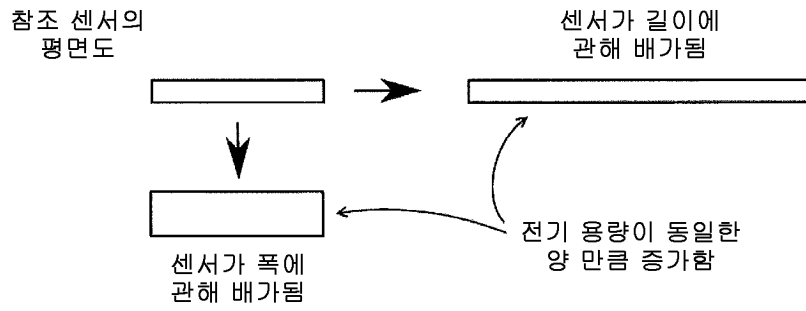 참조 센서의
평면도
센서가 길이에
관해 배가됨
센서가 폭에
관해 배가됨
전기 용량이 동일한
양 만큼 증가함